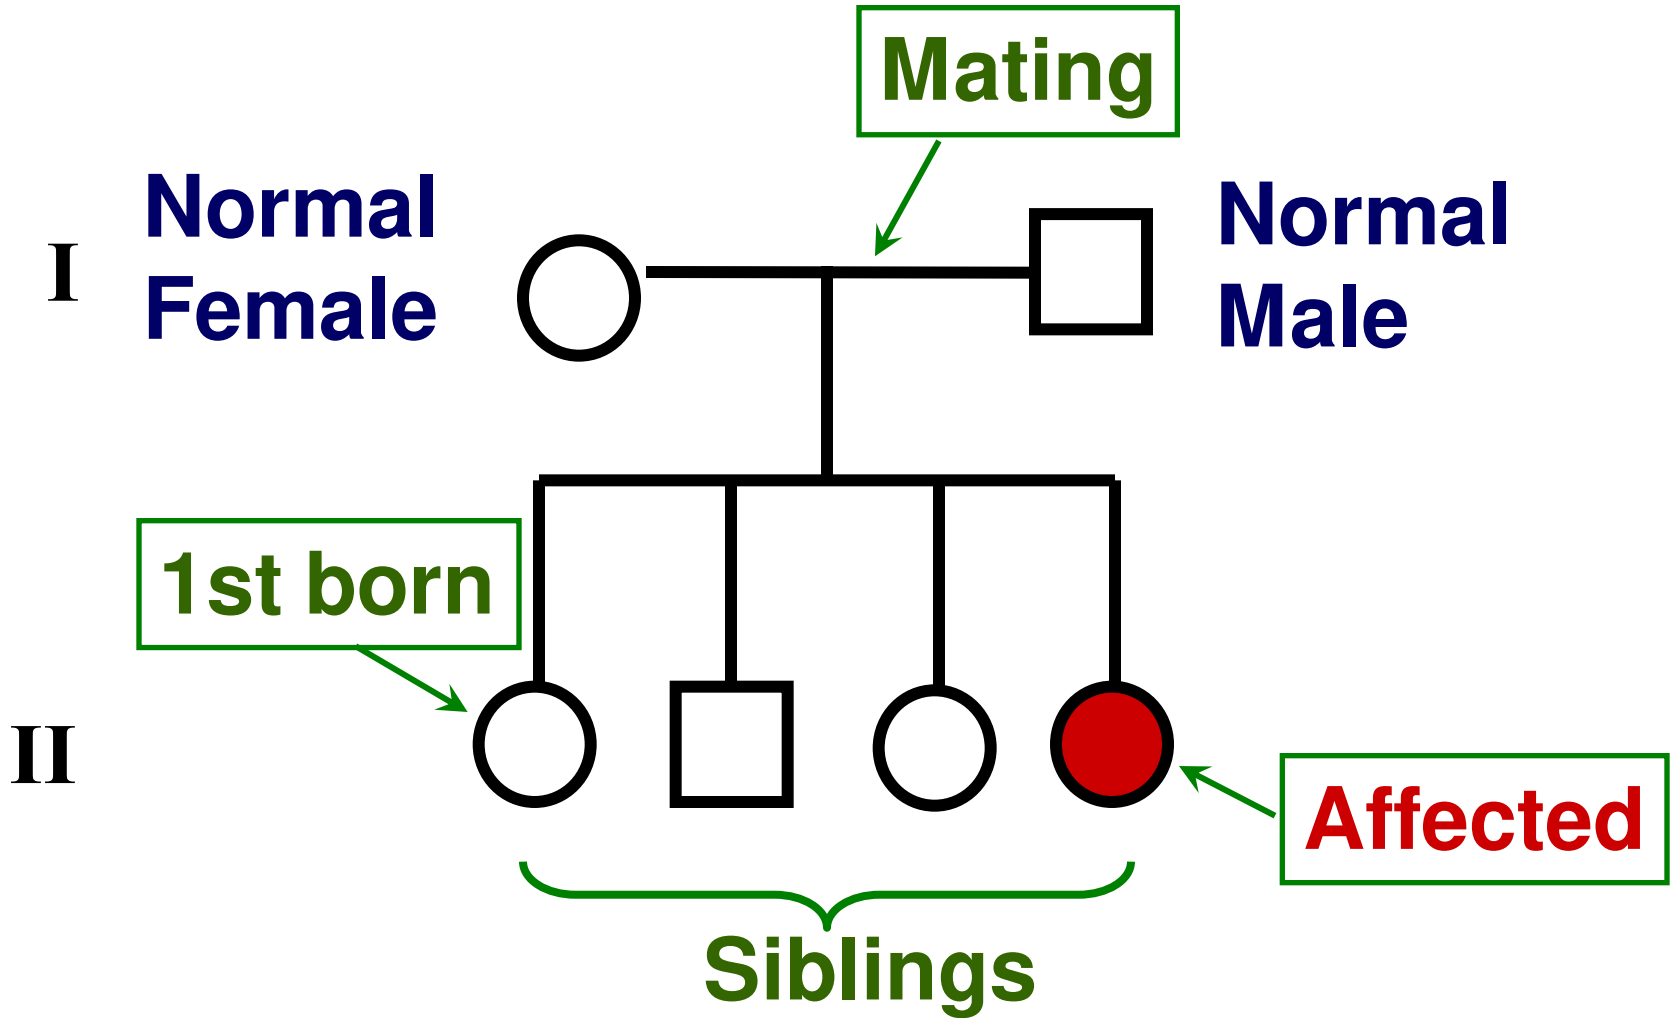 Mating
Normal
Female
Normal
Male
I
1st born
II
Affected
Siblings